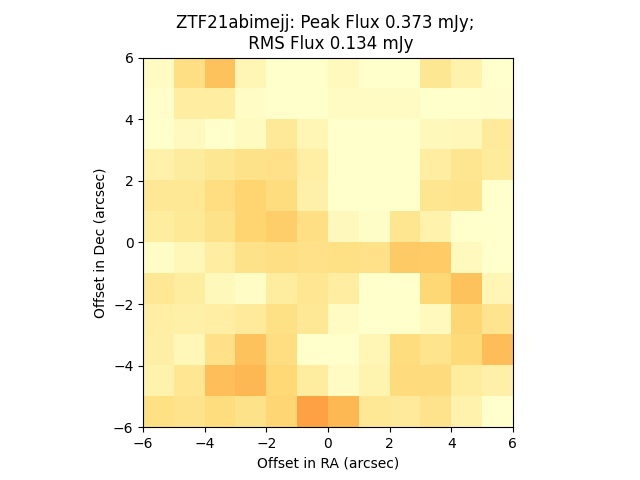 ZTF21abimejj: Peak Flux 0.373 mJy;
RMS Flux 0.134 mJy
6
4
2
0
−2
−4
−6
Offset in Dec (arcsec)
−6 −4 −2 0 2 4 6
Offset in RA (arcsec)